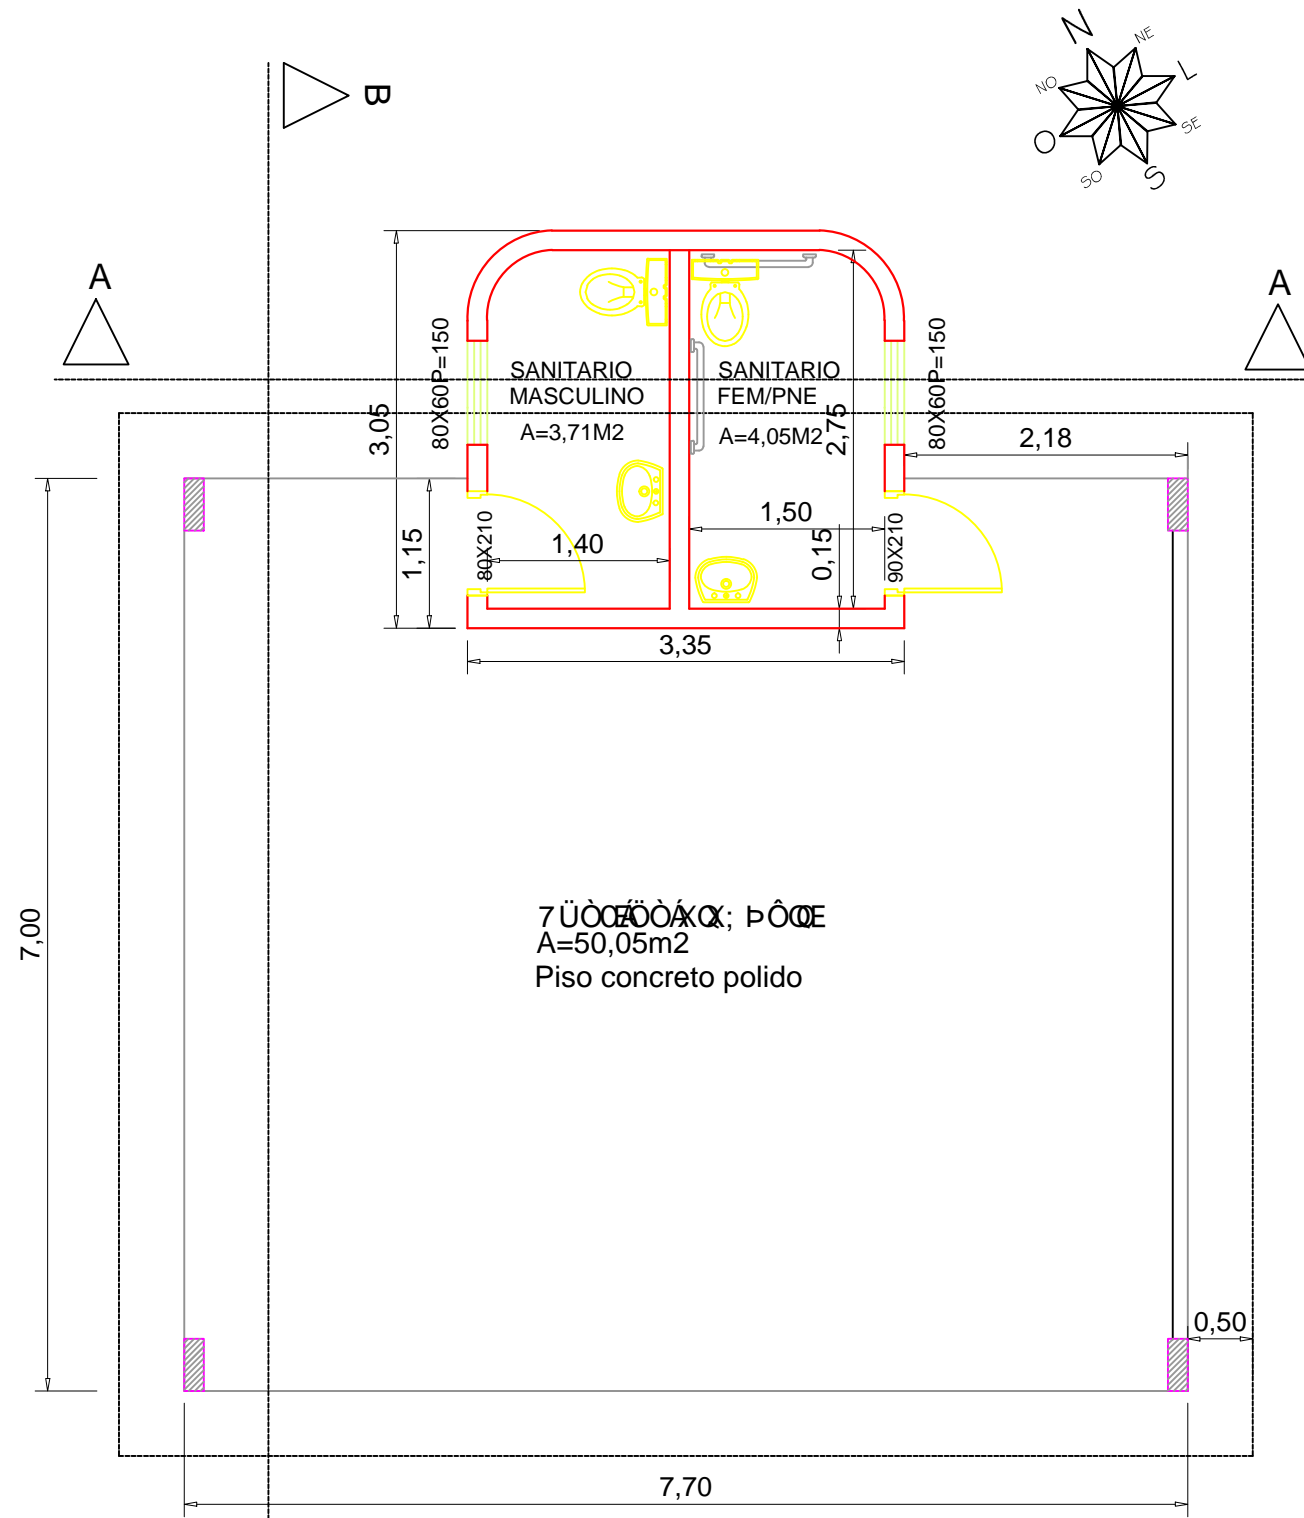 N
NE
L
SE
S
SO
O
NO
B
A
A
SANITARIO
MASCULINO
A=3,71M2
SANITARIO
FEM/PNE
A=4,05M2
80X60P=150
80X60P=150
3,05
2,75
2,18
1,15
80X210
1,40
1,50
0,15
90X210
3,35
7,00
A=50,05m2
Piso concreto polido
0,50
7,70